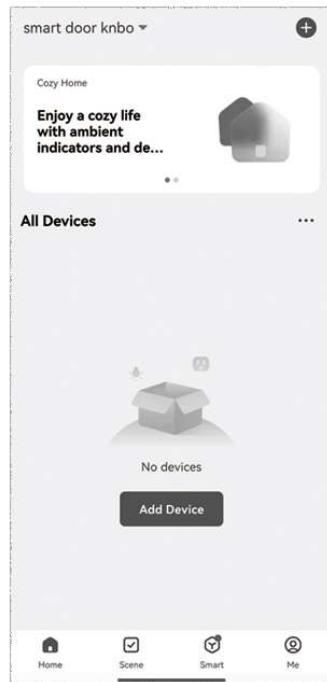 smart door knbo
Cozy Home
Enjoy a cozy life
with ambient
indicators and de...
All Devices
No devices
Add Device
Home
Scene
Smart
Me